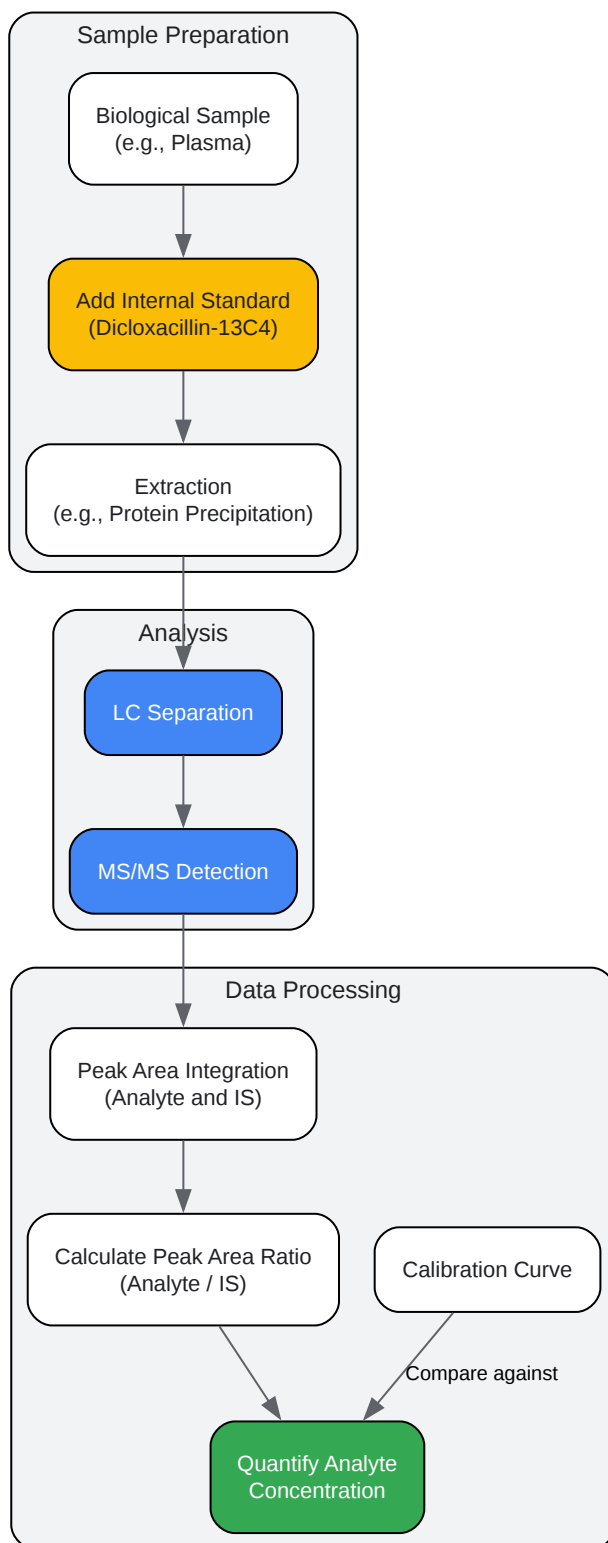 Sample Preparation
Biological Sample
(e.g., Plasma)
Add Internal Standard
(Dicloxacillin-13C4)
Extraction
(e.g., Protein Precipitation)
Analysis
LC Separation
MS/MS Detection
Data Processing
Peak Area Integration
(Analyte and IS)
Calculate Peak Area Ratio
(Analyte / IS)
Calibration Curve
Compare against
Quantify Analyte
Concentration